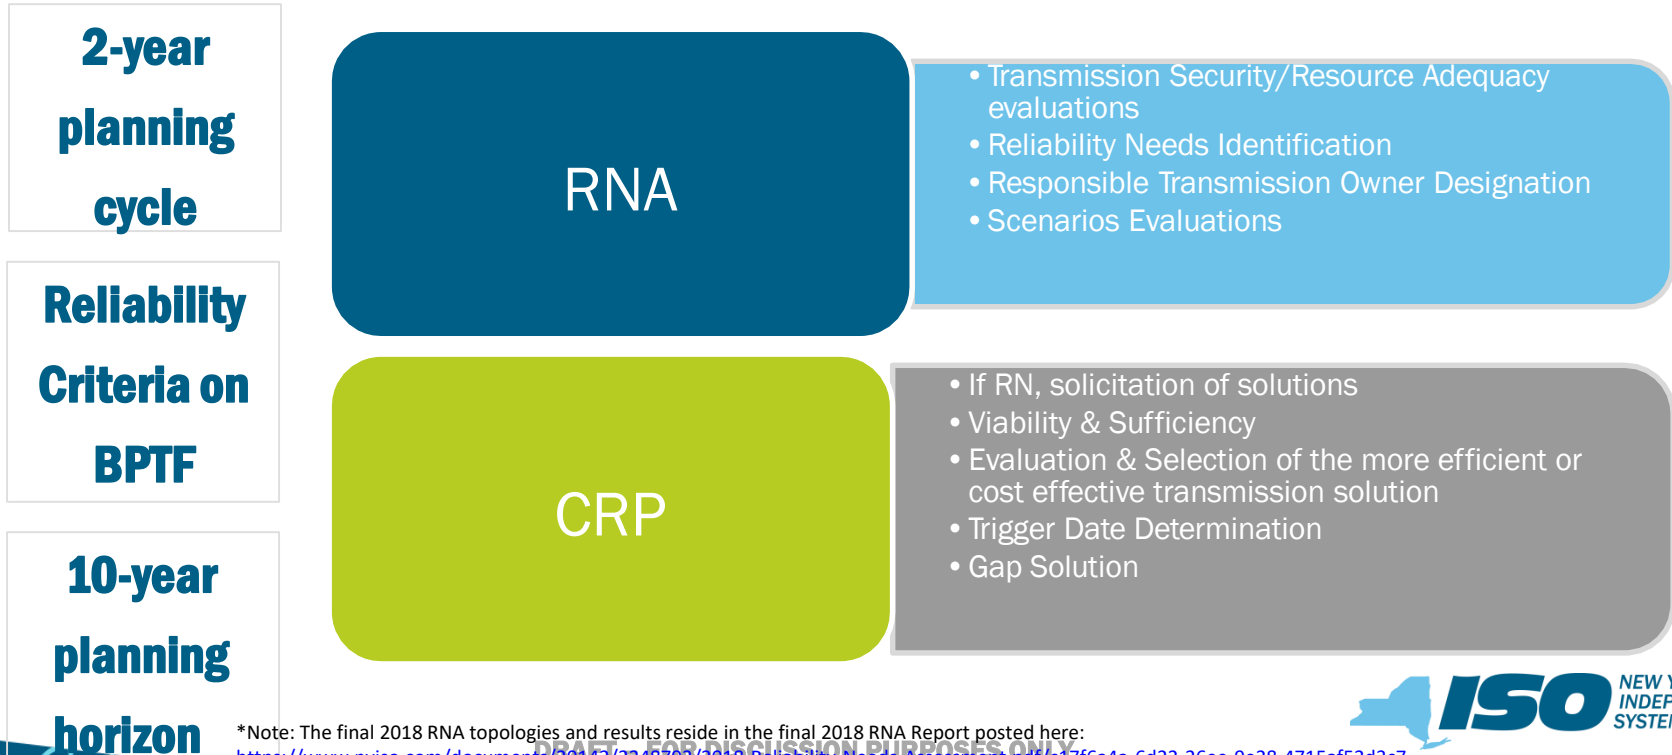 2-year
planning
cycle
Reliability
Criteria on
BPTF
10-year
planning
horizon
RNA
• Transmission Security/Resource Adequacy
evaluations
• Reliability Needs Identification
• Responsible Transmission Owner Designation
• Scenarios Evaluations
CRP
• If RN, solicitation of solutions
• Viability & Sufficiency
• Evaluation & Selection of the more efficient or
cost effective transmission solution
• Trigger Date Determination
• Gap Solution
*Note: The final 2018 RNA topologies and results reside in the final 2018 RNA Report posted here:
DRAFT – FOR DISCUSSION PURPOSES ONLY
ISO
NEW